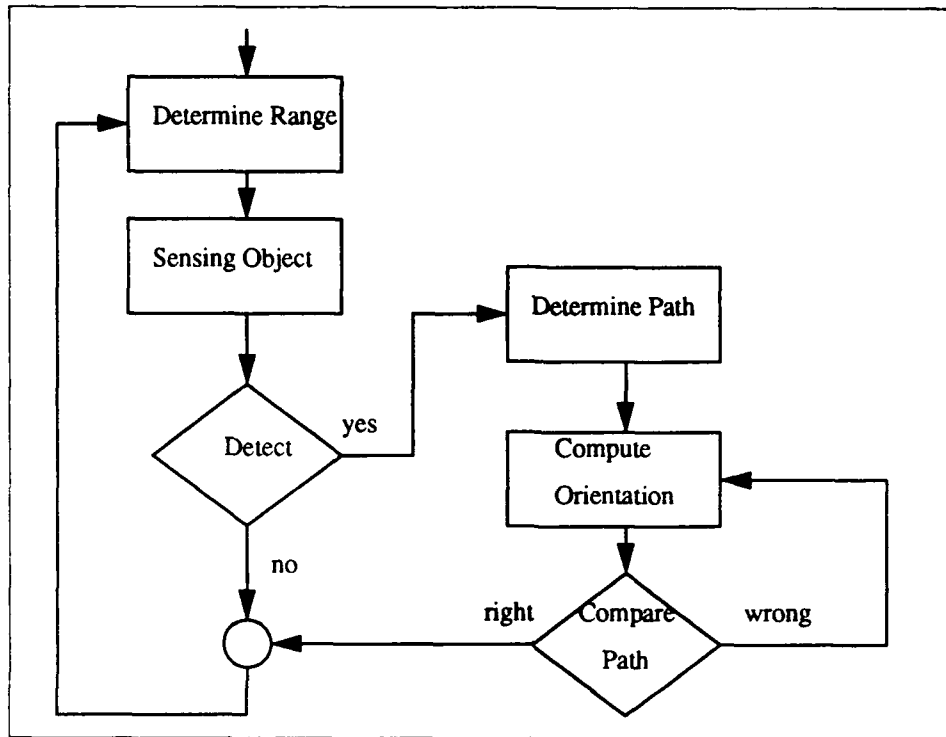 Determine Range
Sensing Object
Detect
yes
no
Determine Path
Compute
Orientation
Compare
Path
right
wrong